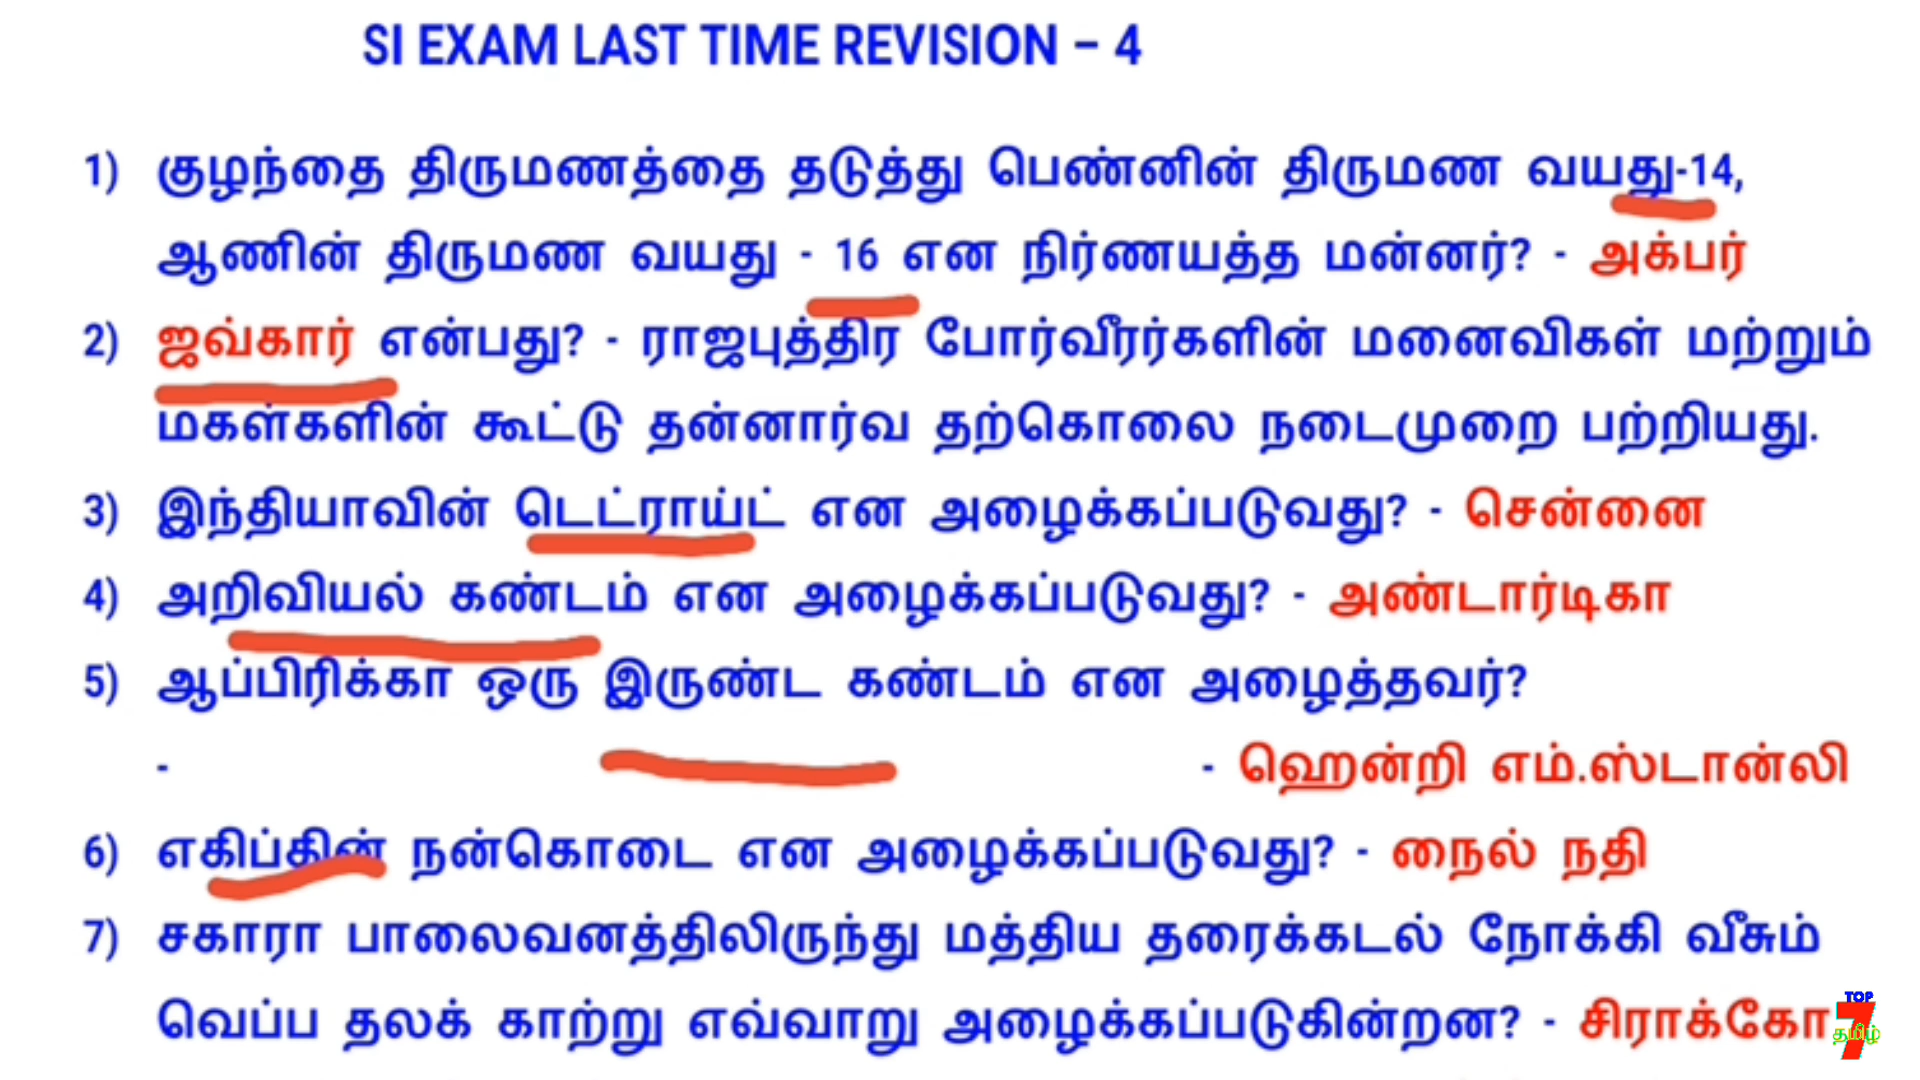 SI EXAM LAST TIME REVISION – 4
1) குழந்தை திருமணத்தை தடுத்து பெண்னின் திருமண வயது-14,
ஆணின் திருமண வயது - 16 என நிர்ணயத்த மன்னர்? - அக்பர்
2) ஜவ்கார் என்பது? - ராஜபுத்திர போர்வீரர்களின் மனைவிகள் மற்றும்
மகள்களின் கூட்டு தன்னார்வ தற்கொலை நடைமுறை பற்றியது.
3) இந்தியாவின் டெட்ராய்ட் என அழைக்கப்படுவது? - சென்னை
4) அறிவியல் கண்டம் என அழைக்கப்படுவது? - அண்டார்டிகா
5) ஆப்பிரிக்கா ஒரு இருண்ட கண்டம் என அழைத்தவர்?
- - ஹென்றி எம்.ஸ்டான்லி
6) எகிப்தின் நன்கொடை என அழைக்கப்படுவது? - நைல் நதி
7) சகாரா பாலைவனத்திலிருந்து மத்திய தரைக்கடல் நோக்கி வீசும்
வெப்ப தலக் காற்று எவ்வாறு அழைக்கப்படுகின்றன? - சிராக்கோ
TOP
7
தமிழ்